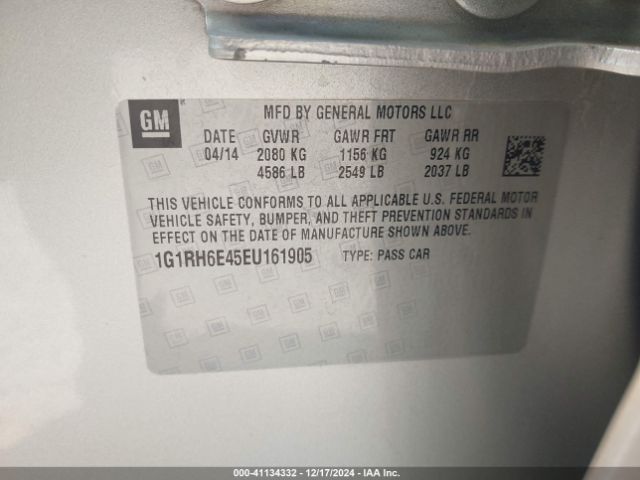 GM
MFD BY GENERAL MOTORS LLC
DATE GVWR GAWR FRT GAWR RR
04/14 2080 KG 1156 KG 924 KG
4586 LB 2549 LB 2037 LB
THIS VEHICLE CONFORMS TO ALL APPLICABLE U.S. FEDERAL MOTOR
VEHICLE SAFETY, BUMPER, AND THEFT PREVENTION STANDARDS IN
EFFECT ON THE DATE OF MANUFACTURE SHOWN ABOVE.
1G1RH6E45EU161905 TYPE: PASS CAR
000-41134332 - 12/17/2024 - IAA Inc.